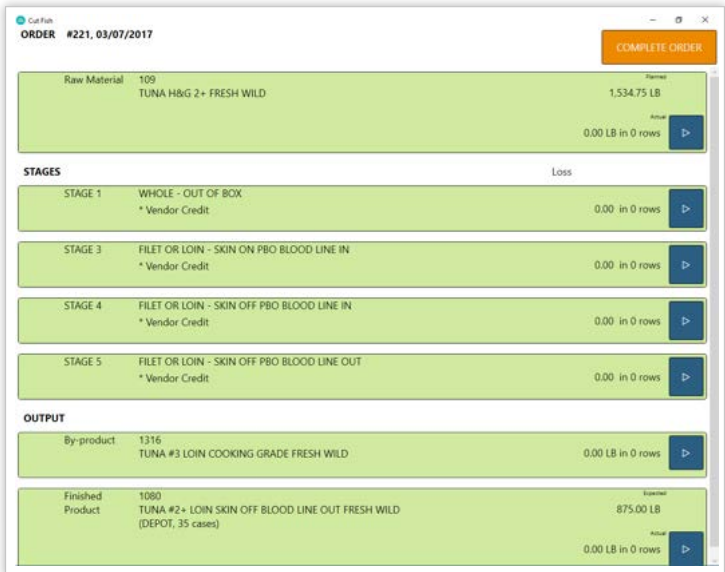 Cut Fish
ORDER #221, 03/07/2017
COMPLETE ORDER
Raw Material 109 Planned
TUNA H&G 2+ FRESH WILD 1,534.75 LB
Actual
0.00 LB in 0 rows
STAGES Loss
STAGE 1 WHOLE - OUT OF BOX
* Vendor Credit 0.00 in 0 rows
STAGE 3 FILET OR LOIN - SKIN ON PBO BLOOD LINE IN
* Vendor Credit 0.00 in 0 rows
STAGE 4 FILET OR LOIN - SKIN OFF PBO BLOOD LINE IN
* Vendor Credit 0.00 in 0 rows
STAGE 5 FILET OR LOIN - SKIN OFF PBO BLOOD LINE OUT
* Vendor Credit 0.00 in 0 rows
OUTPUT
By-product 1316
TUNA #3 LOIN COOKING GRADE FRESH WILD 0.00 LB in 0 rows
Finished 1080 Expected
Product TUNA #2+ LOIN SKIN OFF BLOOD LINE OUT FRESH WILD 875.00 LB
(DEPOT, 35 cases)
Actual
0.00 LB in 0 rows